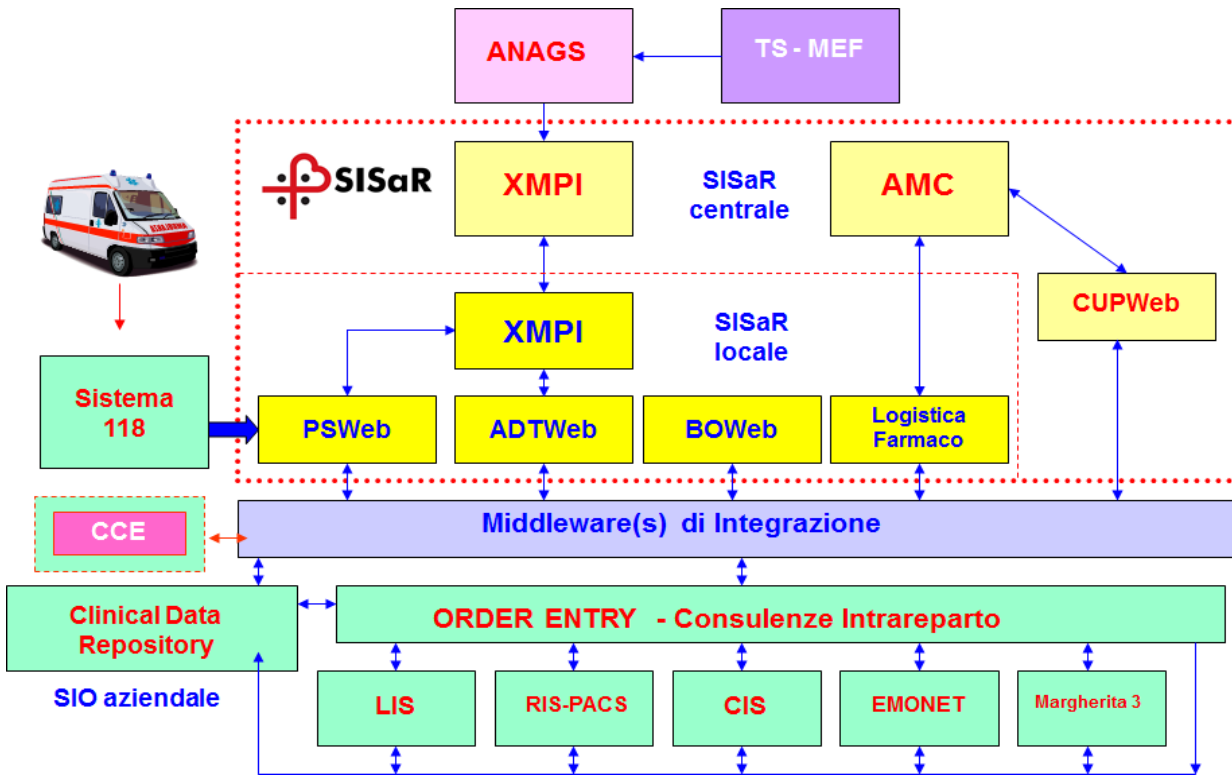 ANAGS
TS - MEF
SISaR
XMPI
SISaR
centrale
AMC
CUPWeb
XMPI
SISaR
locale
Sistema
118
PSWeb
ADTWeb
BOWeb
Logistica
Farmaco
CCE
Middleware(s) di Integrazione
Clinical Data
Repository
ORDER ENTRY - Consulenze Intrareparto
SIO aziendale
LIS
RIS-PACS
CIS
EMONET
Margherita 3